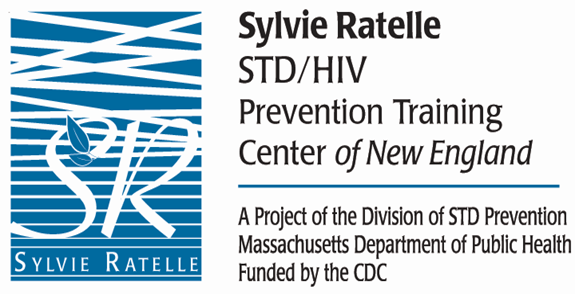 SR
SYLVIE RATELLE
Sylvie Ratelle
STD/HIV
Prevention Training
Center of New England
A Project of the Division of STD Prevention
Massachusetts Department of Public Health
Funded by the CDC